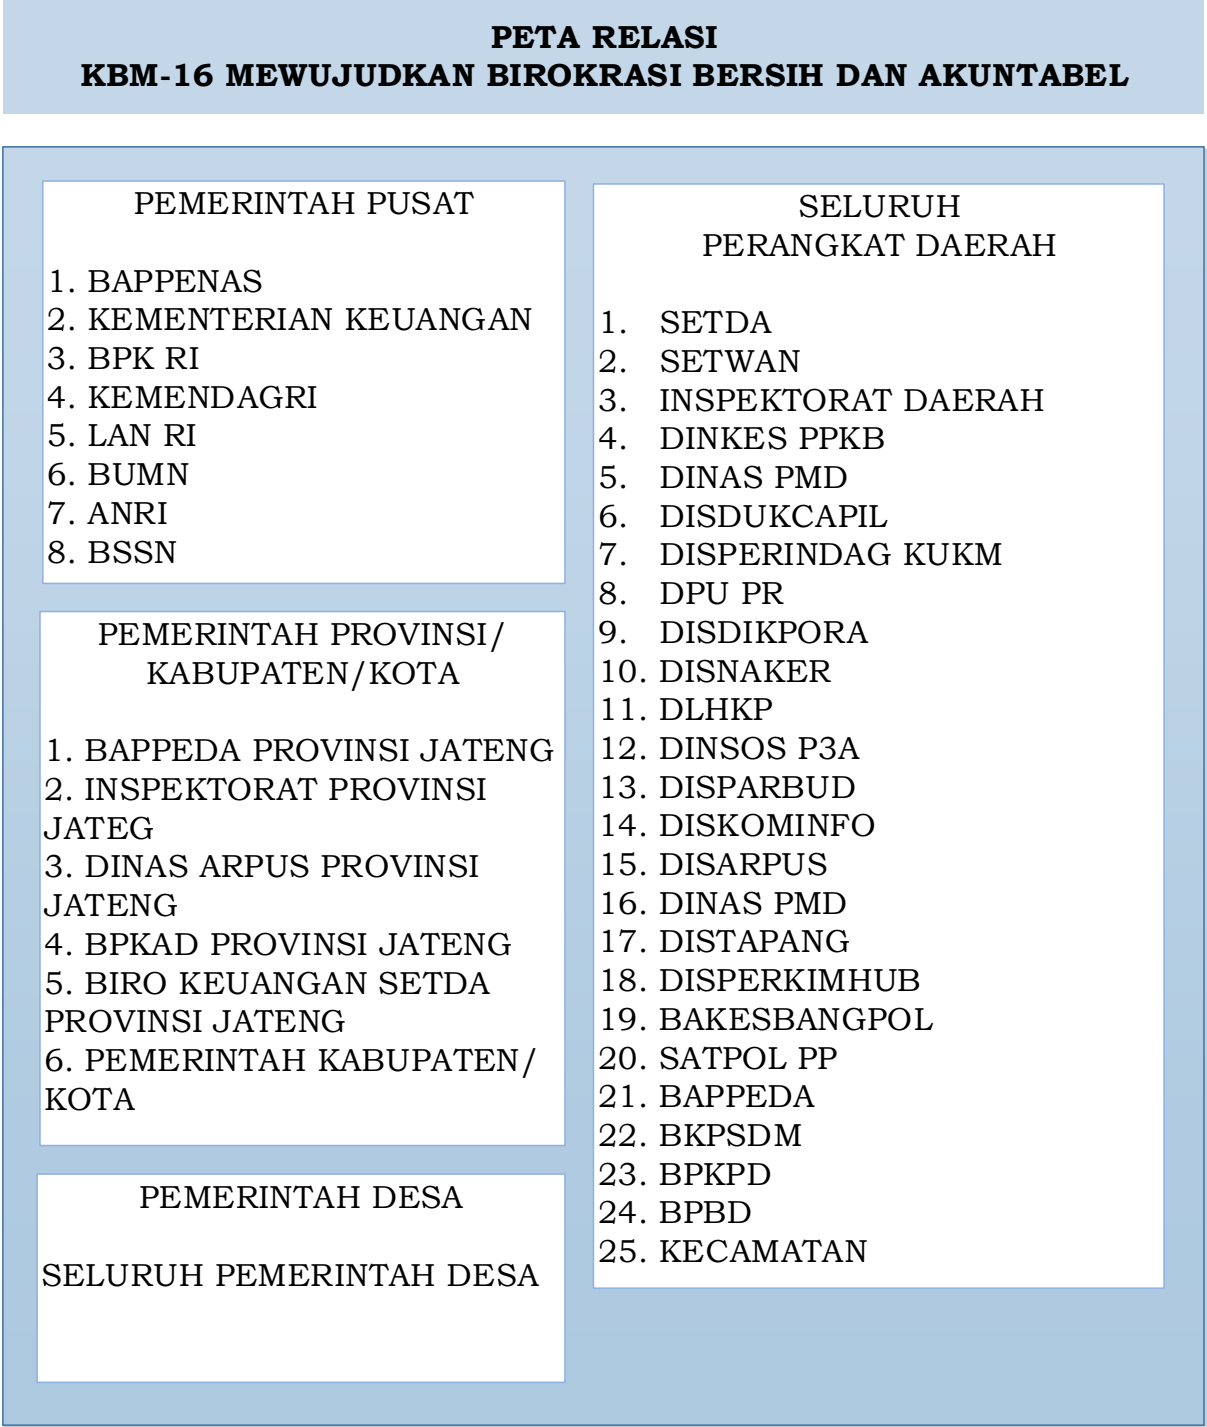 PETA RELASI
KBM-16 MEWUJUDKAN BIROKRASI BERSIH DAN AKUNTABEL
PEMERINTAH PUSAT
1. BAPPENAS
2. KEMENTERIAN KEUANGAN
3. BPK RI
4. KEMENDAGRI
5. LAN RI
6. BUMN
7. ANRI
8. BSSN
PEMERINTAH PROVINSI/
KABUPATEN/KOTA
1. BAPPEDA PROVINSI JATENG
2. INSPEKTORAT PROVINSI
JATEG
3. DINAS ARPUS PROVINSI
JATENG
4. BPKAD PROVINSI JATENG
5. BIRO KEUANGAN SETDA
PROVINSI JATENG
6. PEMERINTAH KABUPATEN/
KOTA
PEMERINTAH DESA
SELURUH PEMERINTAH DESA
SELURUH
PERANGKAT DAERAH
1. SETDA
2. SETWAN
3. INSPEKTORAT DAERAH
4. DINKES PPKB
5. DINAS PMD
6. DISDUKCAPIL
7. DISPERINDAG KUKM
8. DPU PR
9. DISDIKPORA
10. DISNAKER
11. DLHKP
12. DINSOS P3A
13. DISPARBUD
14. DISKOMINFO
15. DISARPUS
16. DINAS PMD
17. DISTAPANG
18. DISPERKIMHUB
19. BAKESBANGPOL
20. SATPOL PP
21. BAPPEDA
22. BKPSDM
23. BPKPD
24. BPBD
25. KECAMATAN